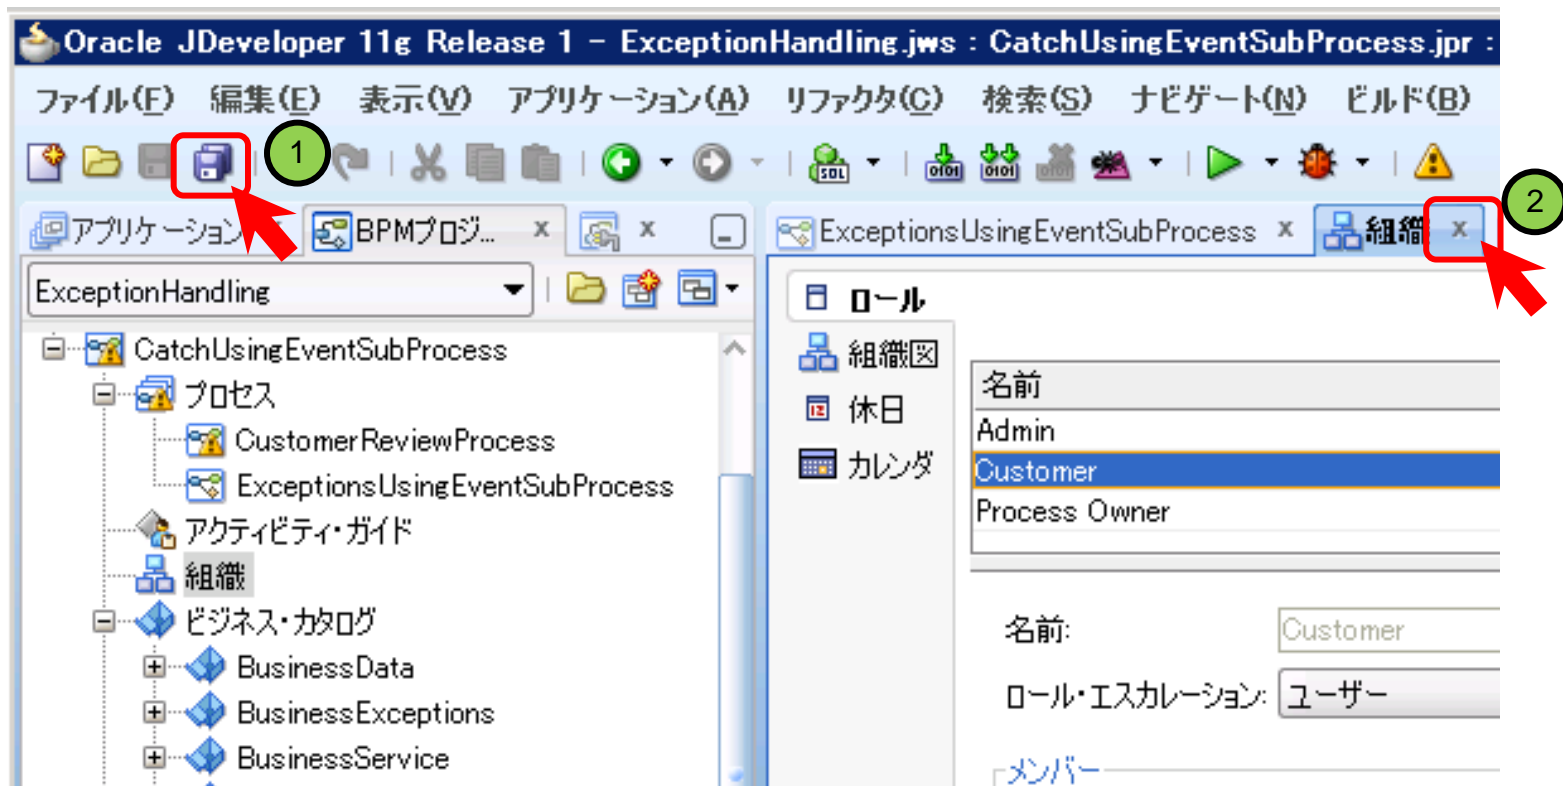 Oracle JDeveloper 11g Release 1 - ExceptionHandling.jws : CatchUsingEventSubProcess.jpr :
ファイル(F) 編集(E) 表示(V) アプリケーション(A) リファクタ(C) 検索(S) ナビゲート(N) ビルド(B)
1
SQL
2
アプリケーション
BPMプロジ...
x
x
ExceptionsUsingEventSubProcess x
組織 x
ExceptionHandling
CatchUsingEventSubProcess
プロセス
CustomerReviewProcess
ExceptionsUsingEventSubProcess
アクティビティ・ガイド
組織
ビジネス・カタログ
BusinessData
BusinessExceptions
BusinessService
ロール
組織図
休日
カレンダ
名前
Admin
Customer
Process Owner
名前: Customer
ロール・エスカレーション: ユーザー
メンバー